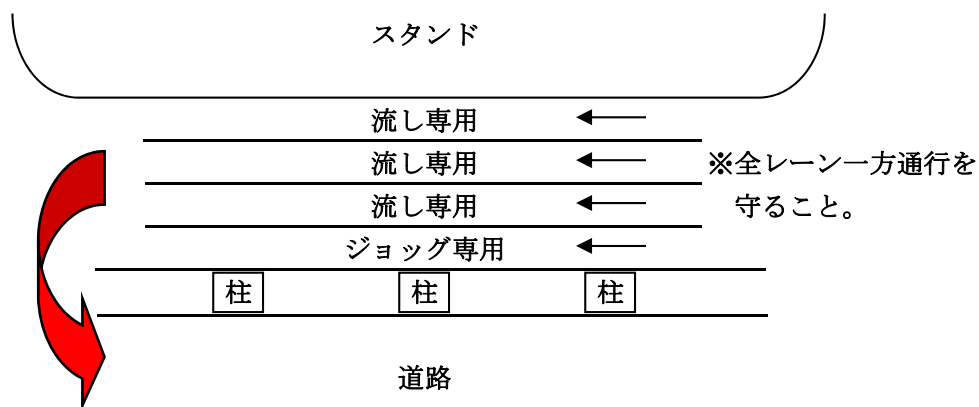 スタンド
流し専用
流し専用
※全レーン一方通行を
流し専用
守ること。
ジョッグ専用
柱 柱 柱
道路